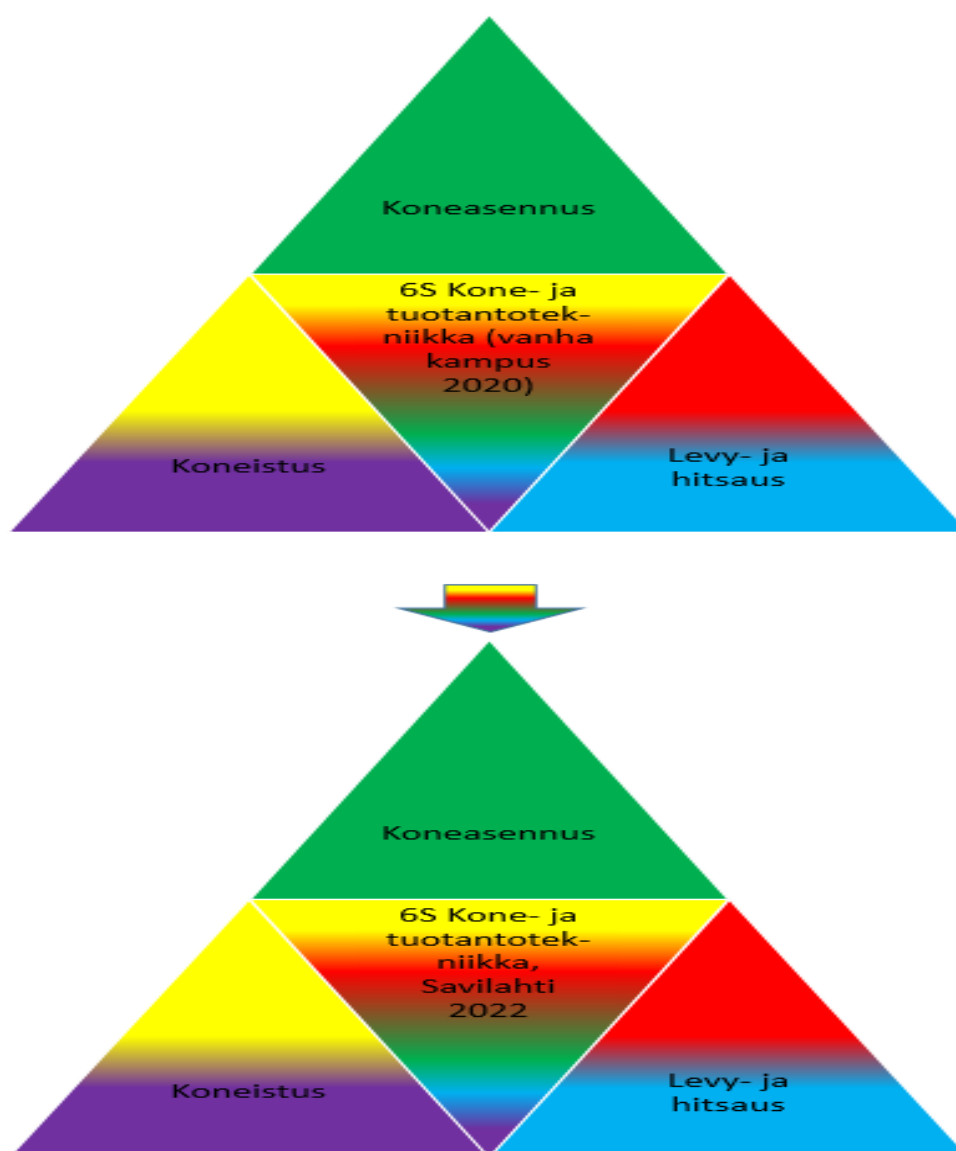 Koneasennus
6S Kone- ja
tuotantotek-
niikka (vanha
kampus
2020)
Koneistus
Levy- ja
hitsaus
Koneasennus
6S Kone- ja
tuotantotek-
niikka,
Savilahti
2022
Koneistus
Levy- ja
hitsaus